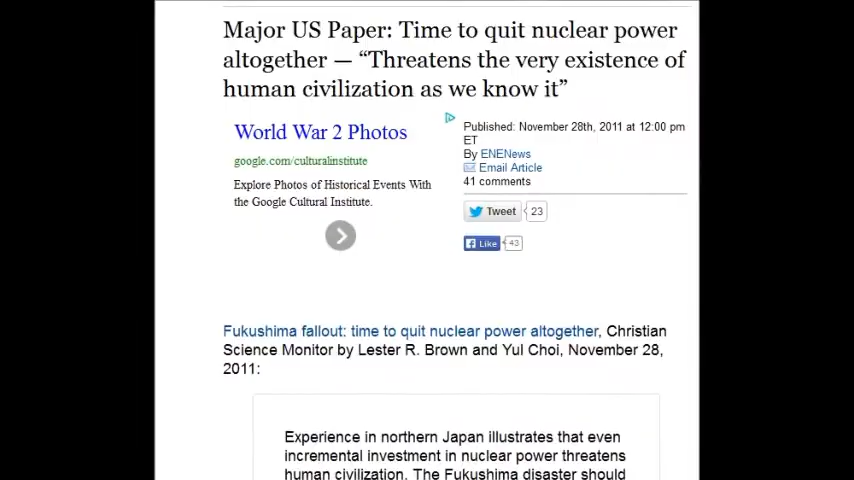 Major US Paper: Time to quit nuclear power
altogether — “Threatens the very existence of
human civilization as we know it”
World War 2 Photos
google.com/culturalinstitute
Explore Photos of Historical Events With
the Google Cultural Institute.
Published: November 28th, 2011 at 12:00 pm
ET
By ENENews
Email Article
41 comments
Tweet 23
Like 43
Fukushima fallout: time to quit nuclear power altogether, Christian
Science Monitor by Lester R. Brown and Yul Choi, November 28,
2011:
Experience in northern Japan illustrates that even
incremental investment in nuclear power threatens
human civilization. The Fukushima disaster should